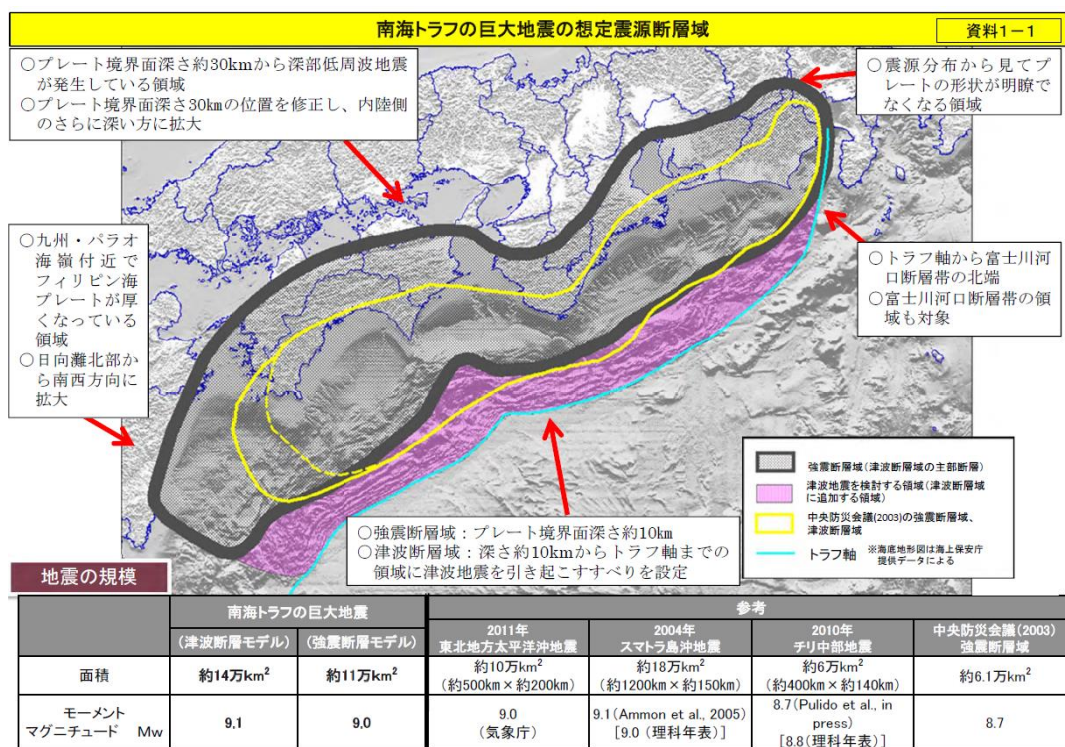 南海トラフの巨大地震の想定震源断層域
資料1－1
○プレート境界面深さ約30kmから深部低周波地震
が発生している領域
○プレート境界面深さ30kmの位置を修正し、内陸側
のさらに深い方に拡大
○震源分布から見てプ
レートの形状が明瞭で
なくなる領域
○九州・パラオ
海嶺付近で
フィリピン海
プレートが厚
くなっている
領域
○日向灘北部か
ら南西方向に
拡大
○トラフ軸から富士川河
口断層帯の北端
○富士川河口断層帯の領
域も対象
○強震断層域：プレート境界面深さ約10km
○津波断層域：深さ約10kmからトラフ軸までの
領域に津波地震を引き起こすすべりを設定
強震断層域（津波断層域の主部断層）
津波地震を検討する領域（津波断層域
に追加する領域）
中央防災会議(2003)の強震断層域、
津波断層域
トラフ軸
※海底地形図は海上保安庁
提供データによる
地震の規模
南海トラフの巨大地震
参考
（津波断層モデル）
（強震断層モデル）
2011年
東北地方太平洋沖地震
2004年
スマトラ島沖地震
2010年
チリ中部地震
中央防災会議(2003)
強震断層域
面積
約14万km²
約11万km²
約10万km²
（約500km×約200km）
約18万km²
（約1200km×約150km）
約6万km²
（約400km×約140km）
約6.1万km²
モーメント
マグニチュード Mw
9.1
9.0
9.0
（気象庁）
9.1(Ammon et al., 2005)
[9.0 (理科年表)]
8.7(Pulido et al., in
press)
[8.8(理科年表)]
8.7